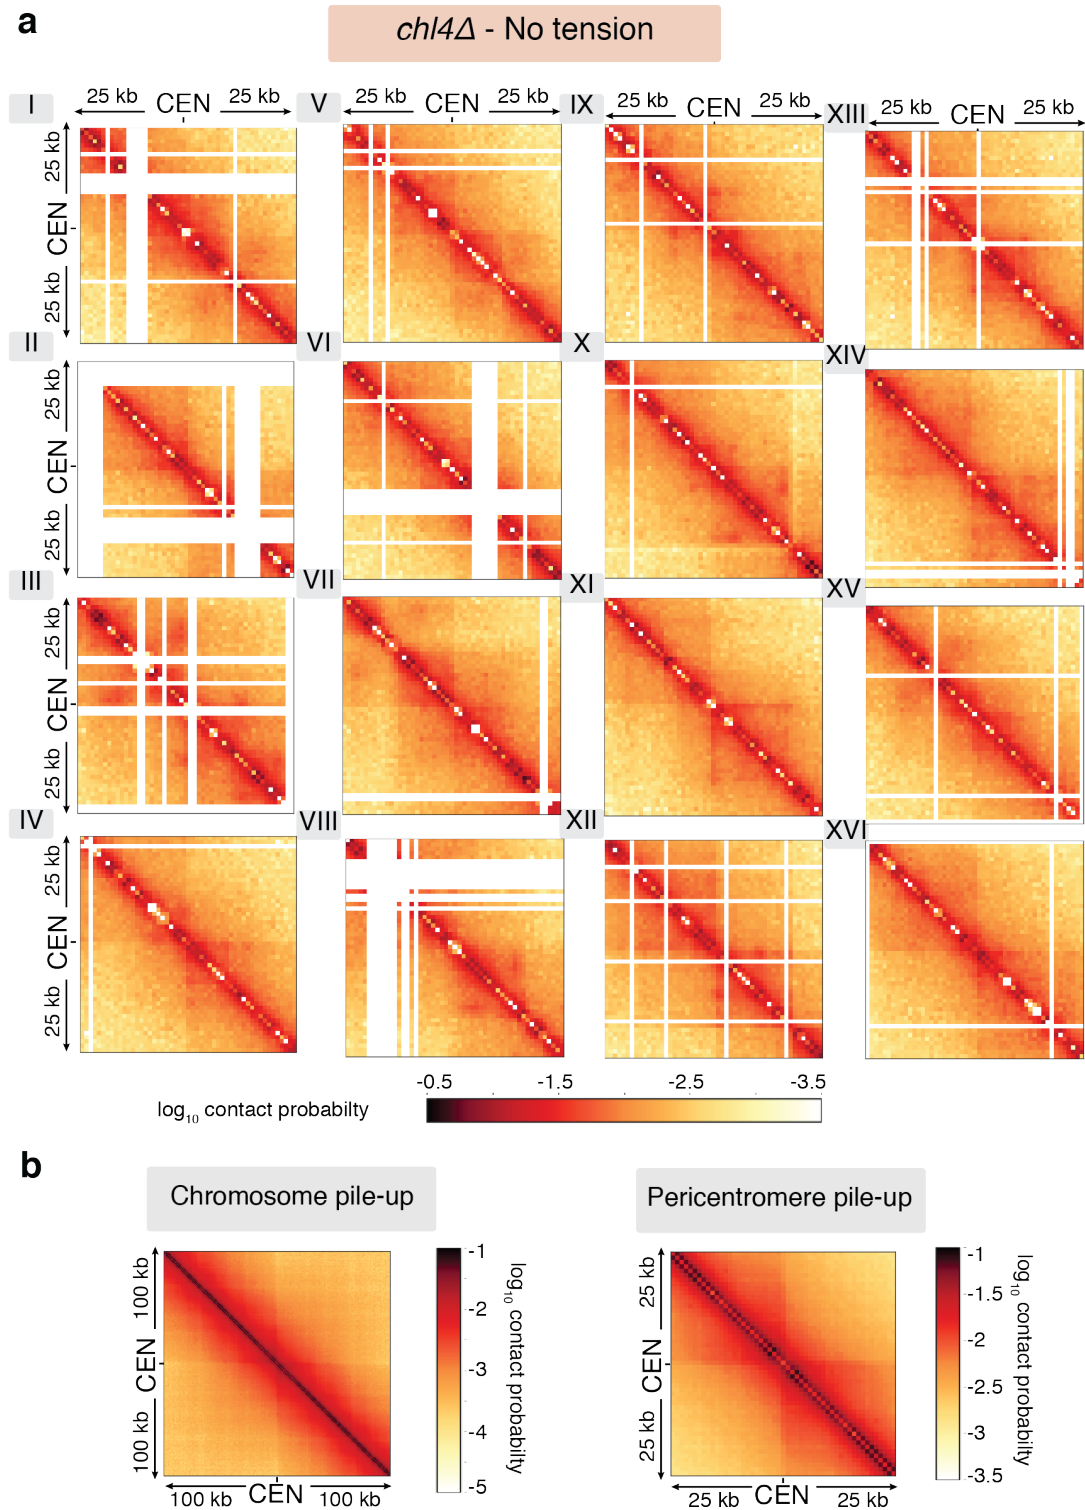 a
chl4Δ - No tension
I
25 kb CEN 25 kb
V
25 kb CEN 25 kb
IX
25 kb CEN 25 kb
XIII
25 kb CEN 25 kb
25 kb
CEN
25 kb
II
VI
X
XIV
25 kb
CEN
25 kb
III
VII
XI
XV
25 kb
CEN
25 kb
IV
VIII
XII
XVI
25 kb
CEN
25 kb
-0.5 -1.5 -2.5 -3.5
log10 contact probabilty
b
Chromosome pile-up
Pericentromere pile-up
100 kb
CEN
100 kb
100 kb CEN 100 kb
-1
-2
-3
-4
-5
log10 contact probabilty
25 kb
CEN
25 kb
25 kb CEN 25 kb
-1
-1.5
-2
-2.5
-3
-3.5
log10 contact probabilty